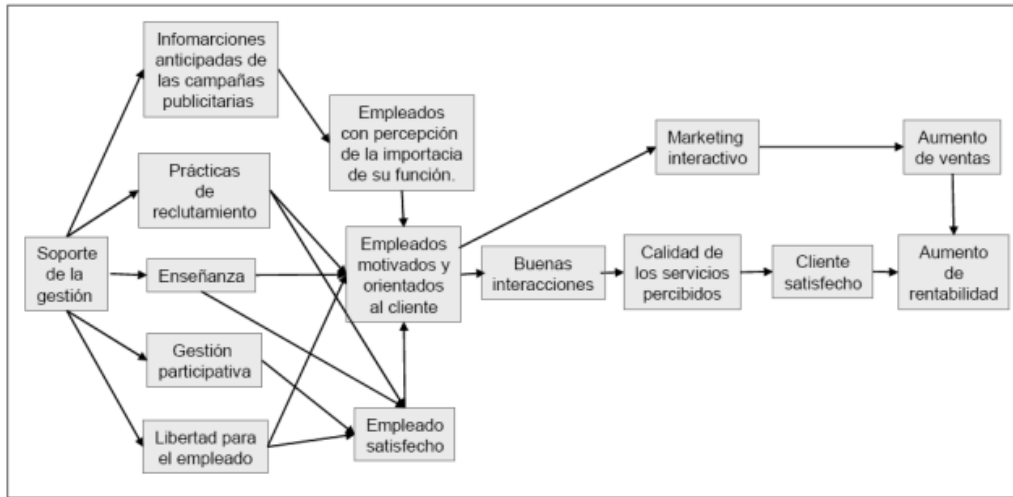 Infomarciones
anticipadas de
las campañas
publicitarias
Empleados
con percepción
de la importacia
de su función.
Marketing
interactivo
Aumento
de ventas
Prácticas
de
reclutamiento
Soporte
de la
gestión
Enseñanza
Empleados
motivados y
orientados
al cliente
Buenas
interacciones
Calidad de
los servicios
percibidos
Cliente
satisfecho
Aumento
de
rentabilidad
Gestión
participativa
Libertad para
el empleado
Empleado
satisfecho